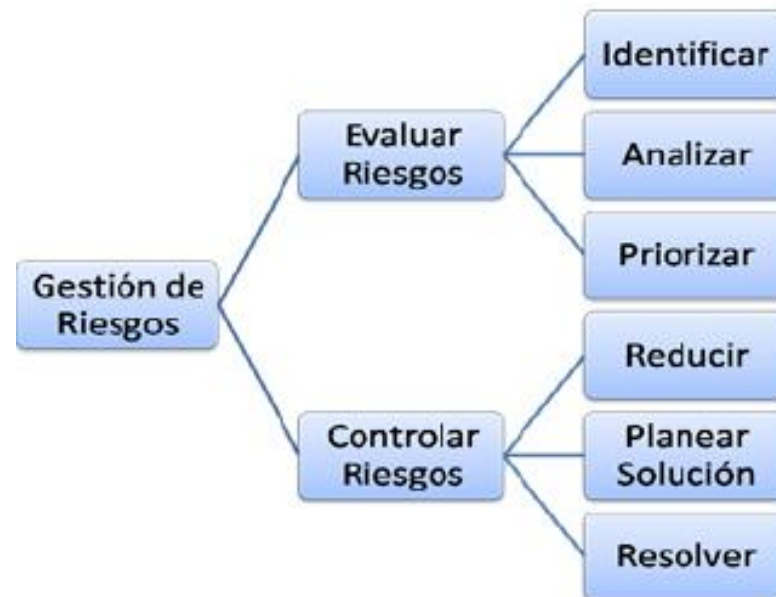 Gestión de
Riesgos
Evaluar
Riesgos
Identificar
Analizar
Priorizar
Controlar
Riesgos
Reducir
Planear
Solución
Resolver